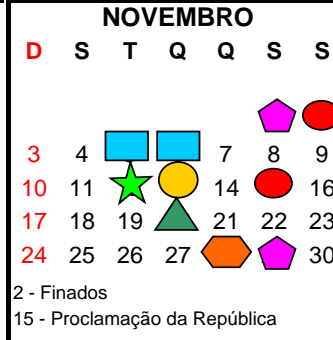 NOVEMBRO
D S T Q Q S S
3 4 7 8 9
10 11 14 16
17 18 19 21 22 23
24 25 26 27 30
2 - Finados
15 - Proclamação da República